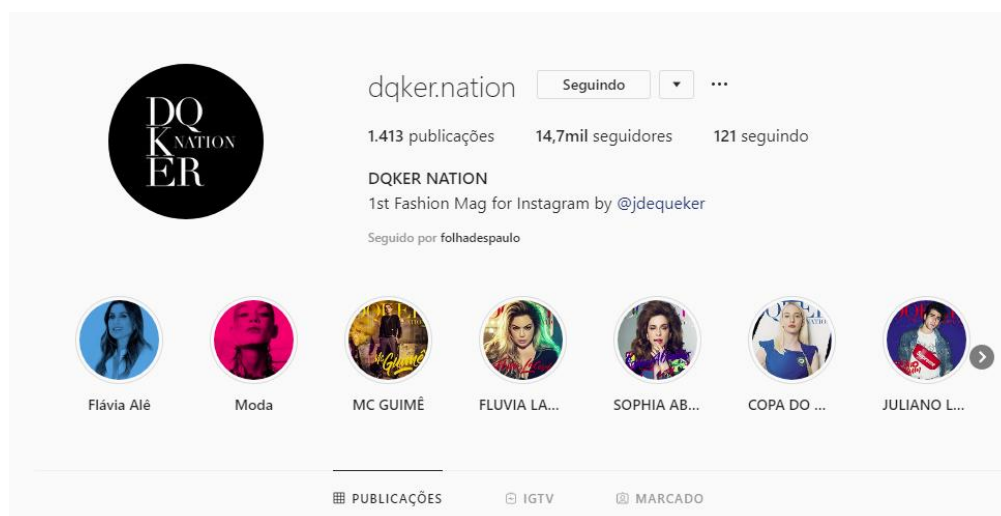 DQ
K NATION
ER
dqker.nation Seguindo
1.413 publicações 14,7mil seguidores 121 seguindo
DQKER NATION
1st Fashion Mag for Instagram by @jdequeker
Seguido por folhadespaulo
Flávia Alê Moda MC GUIMÊ FLUVIA LA... SOPHIA AB... COPA DO ... JULIANO L...
PUBLICAÇÕES IGTV MARCADO